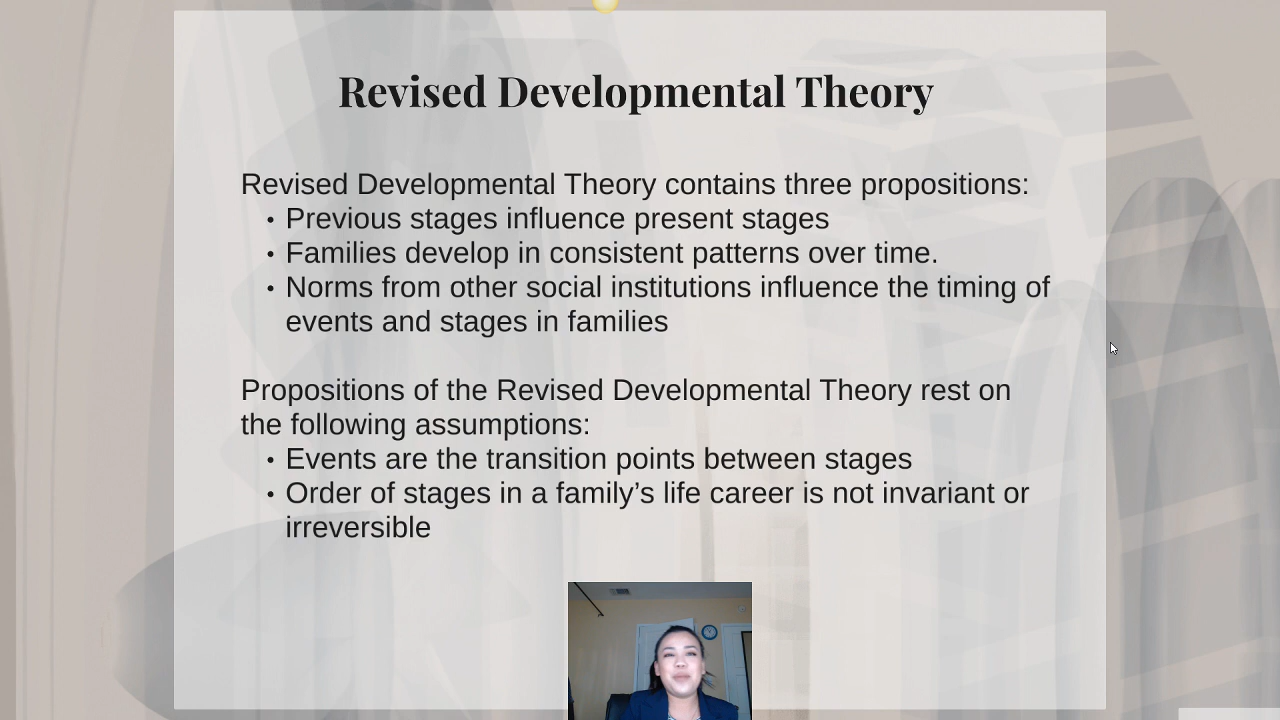 Revised Developmental Theory
Revised Developmental Theory contains three propositions:
• Previous stages influence present stages
• Families develop in consistent patterns over time.
• Norms from other social institutions influence the timing of
events and stages in families
Propositions of the Revised Developmental Theory rest on
the following assumptions:
• Events are the transition points between stages
• Order of stages in a family’s life career is not invariant or
irreversible